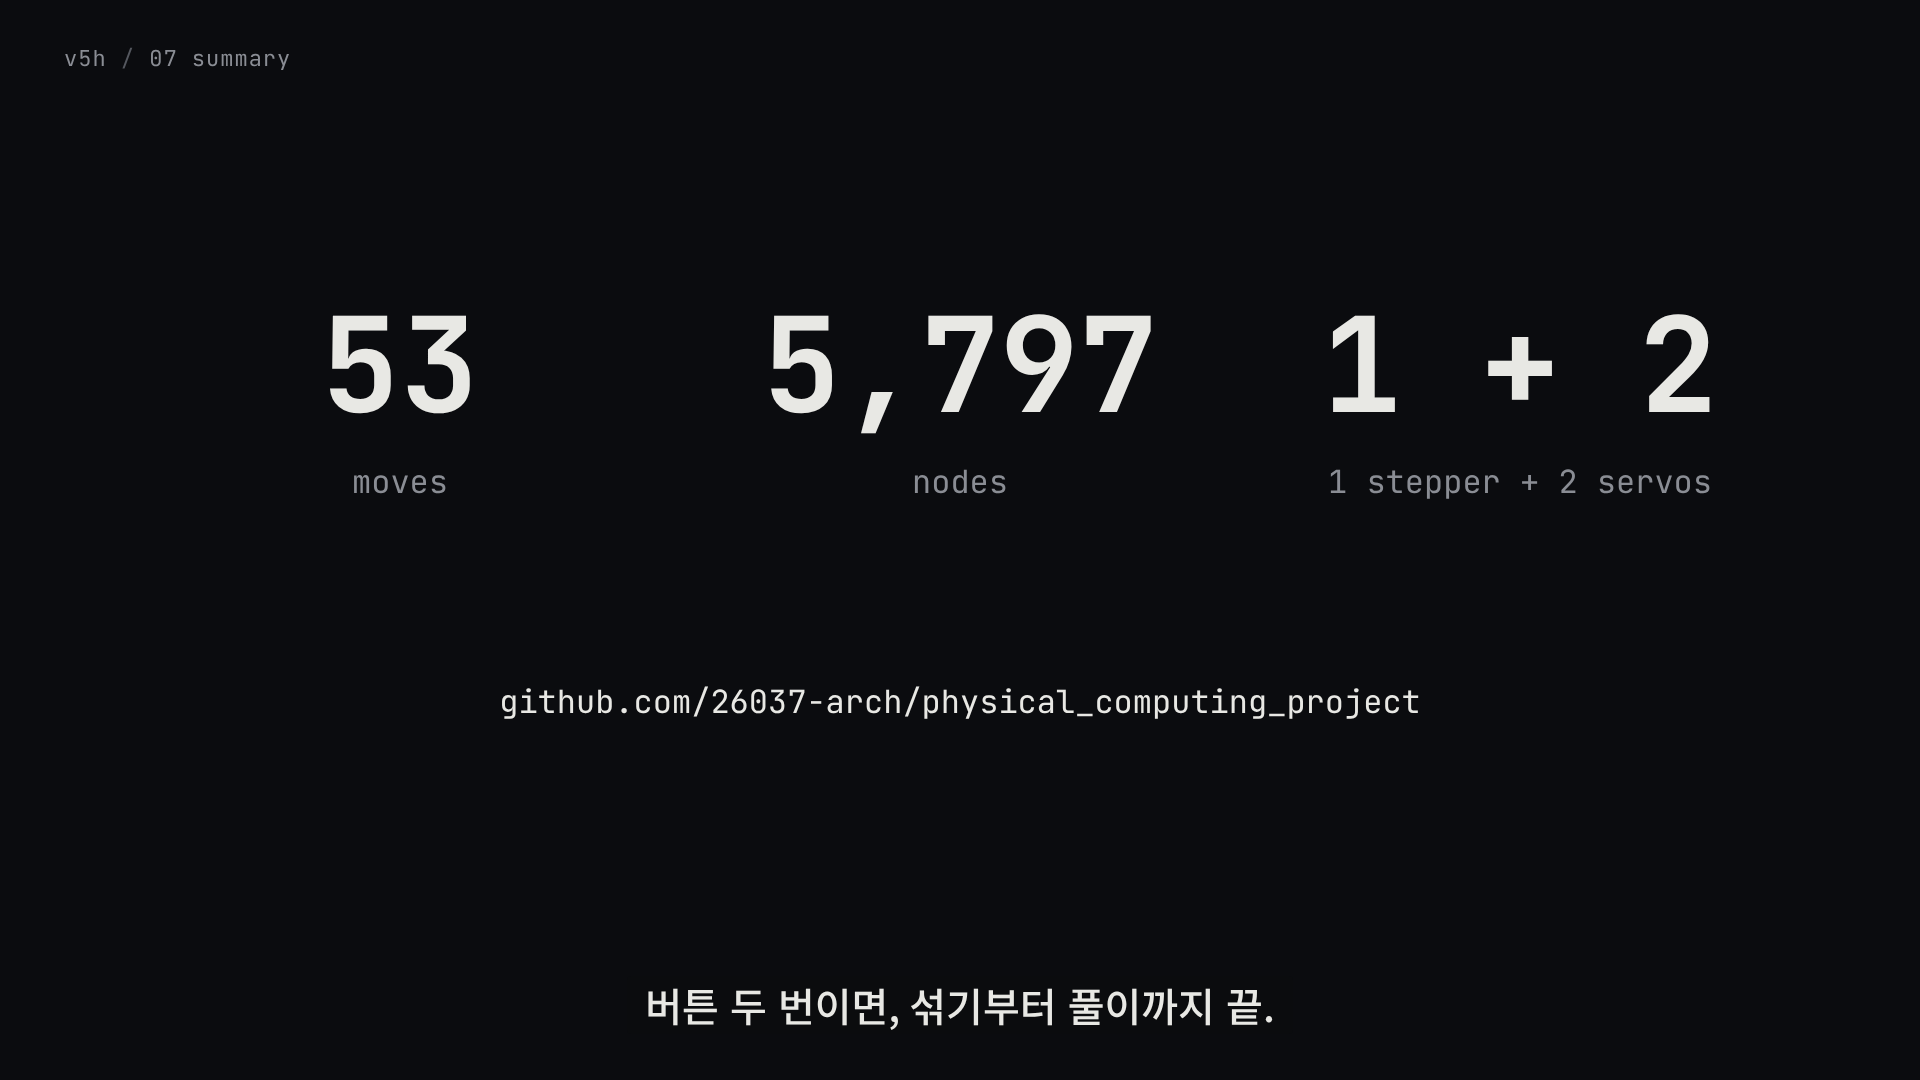 v5h / 07 summary
53
5,797
1 + 2
moves
nodes
1 stepper + 2 servos
github.com/26037-arch/physical_computing_project
버튼 두 번이면, 섞기부터 풀이까지 끝.